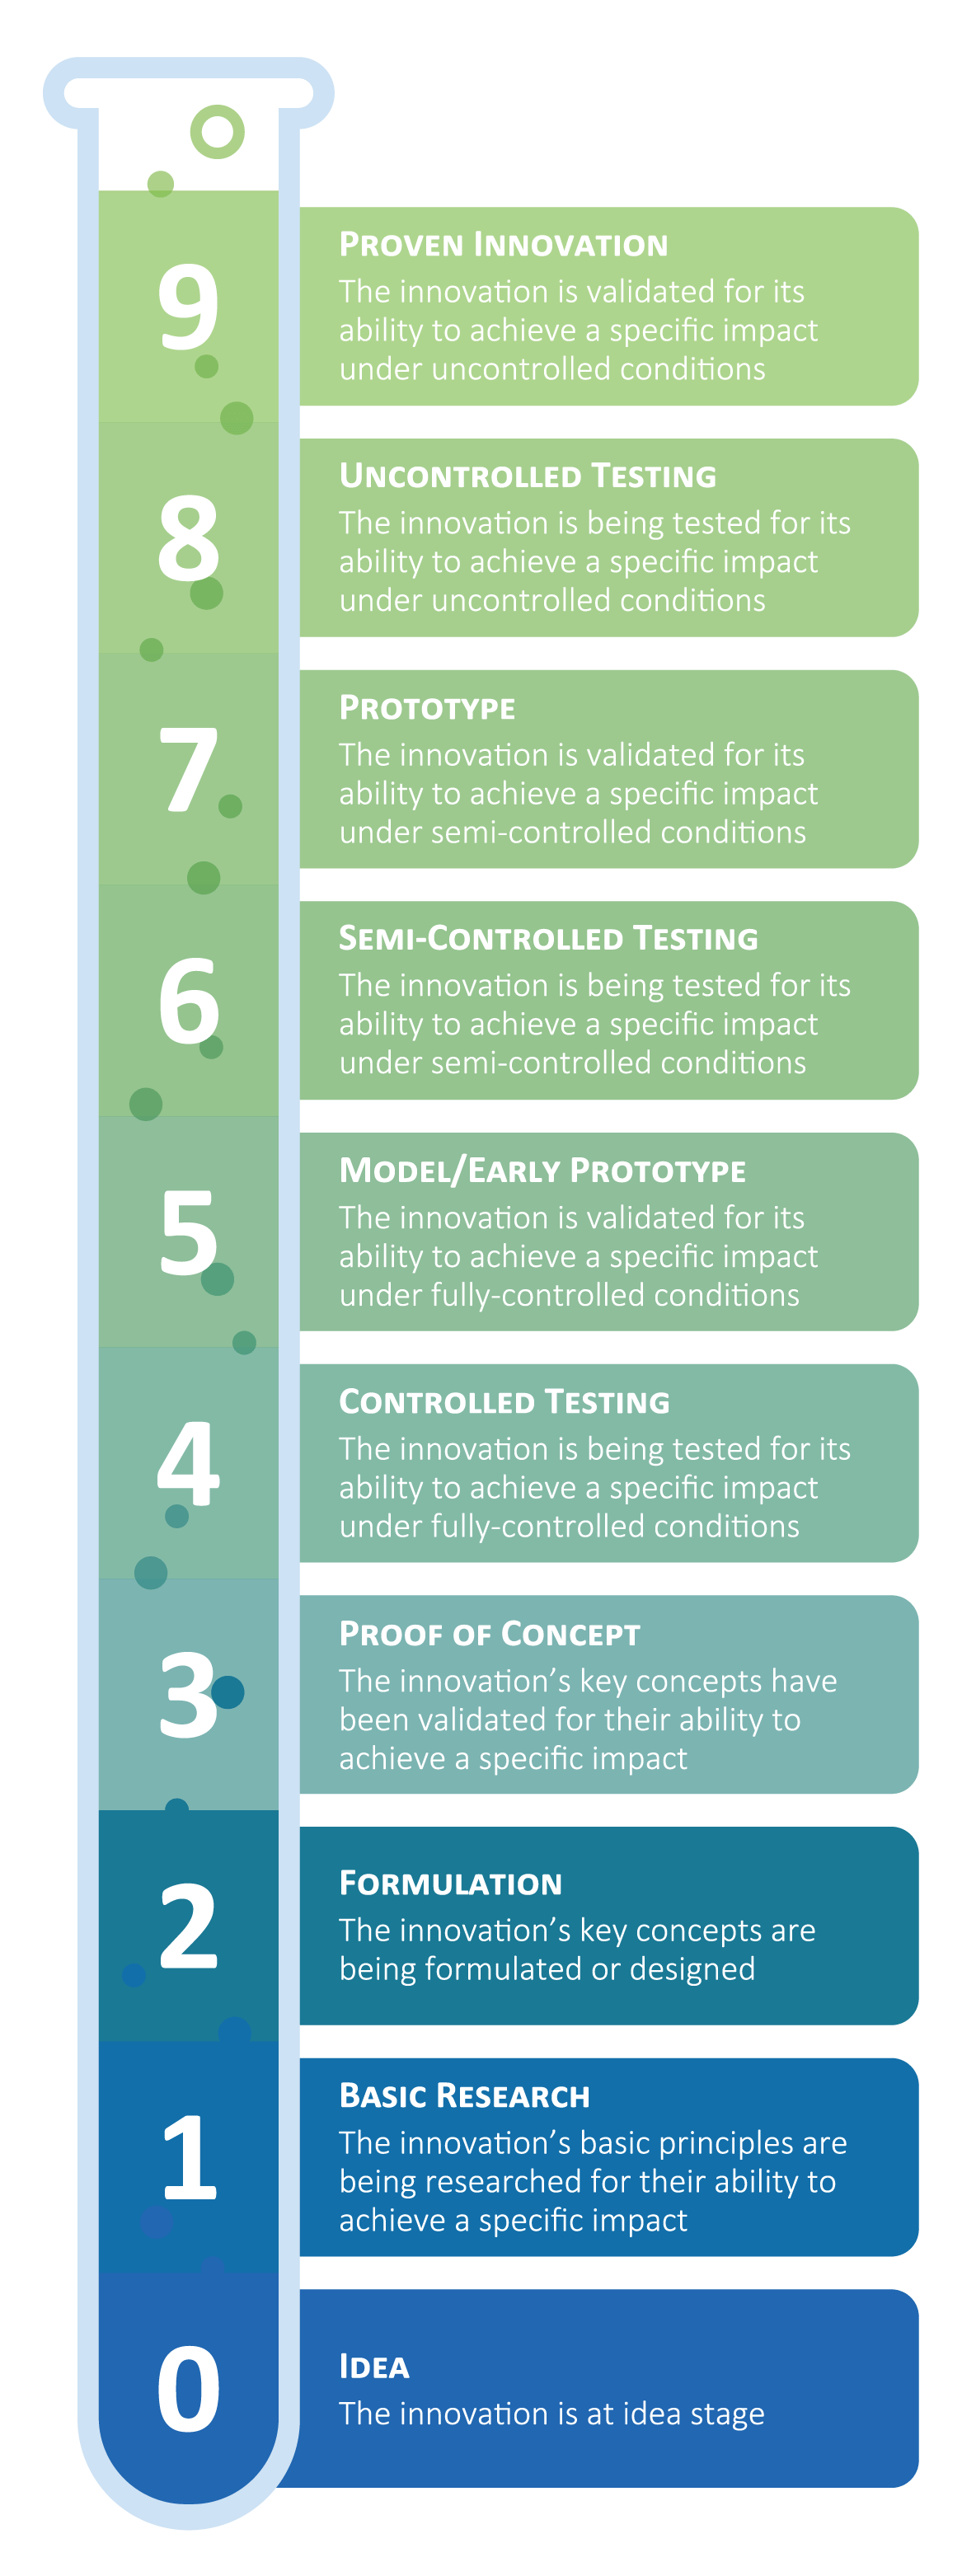 9
PROVEN INNOVATION
The innovation is validated for its
ability to achieve a specific impact
under uncontrolled conditions
8
UNCONTROLLED TESTING
The innovation is being tested for its
ability to achieve a specific impact
under uncontrolled conditions
7
PROTOTYPE
The innovation is validated for its
ability to achieve a specific impact
under semi-controlled conditions
6
SEMI-CONTROLLED TESTING
The innovation is being tested for its
ability to achieve a specific impact
under semi-controlled conditions
5
MODEL/EARLY PROTOTYPE
The innovation is validated for its
ability to achieve a specific impact
under fully-controlled conditions
4
CONTROLLED TESTING
The innovation is being tested for its
ability to achieve a specific impact
under fully-controlled conditions
3
PROOF OF CONCEPT
The innovation’s key concepts have
been validated for their ability to
achieve a specific impact
2
FORMULATION
The innovation’s key concepts are
being formulated or designed
1
BASIC RESEARCH
The innovation’s basic principles are
being researched for their ability to
achieve a specific impact
0
IDEA
The innovation is at idea stage